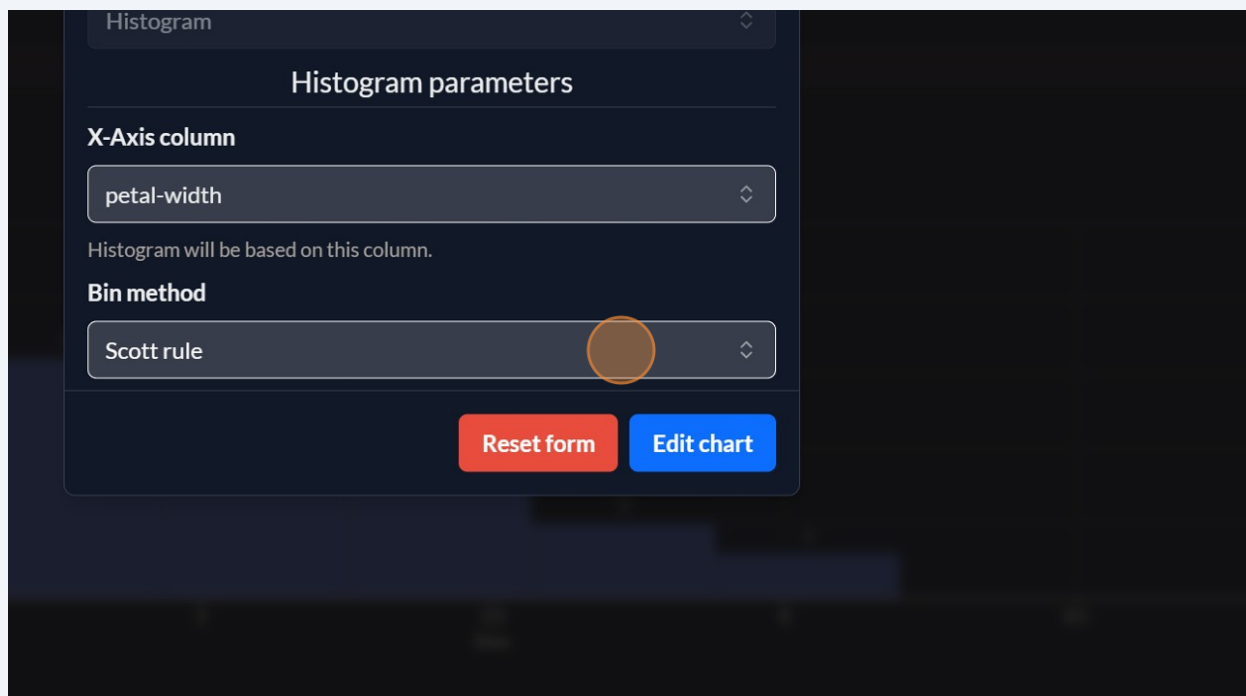 Histogram
Histogram parameters
X-Axis column
petal-width
Histogram will be based on this column.
Bin method
Scott rule
Reset form
Edit chart